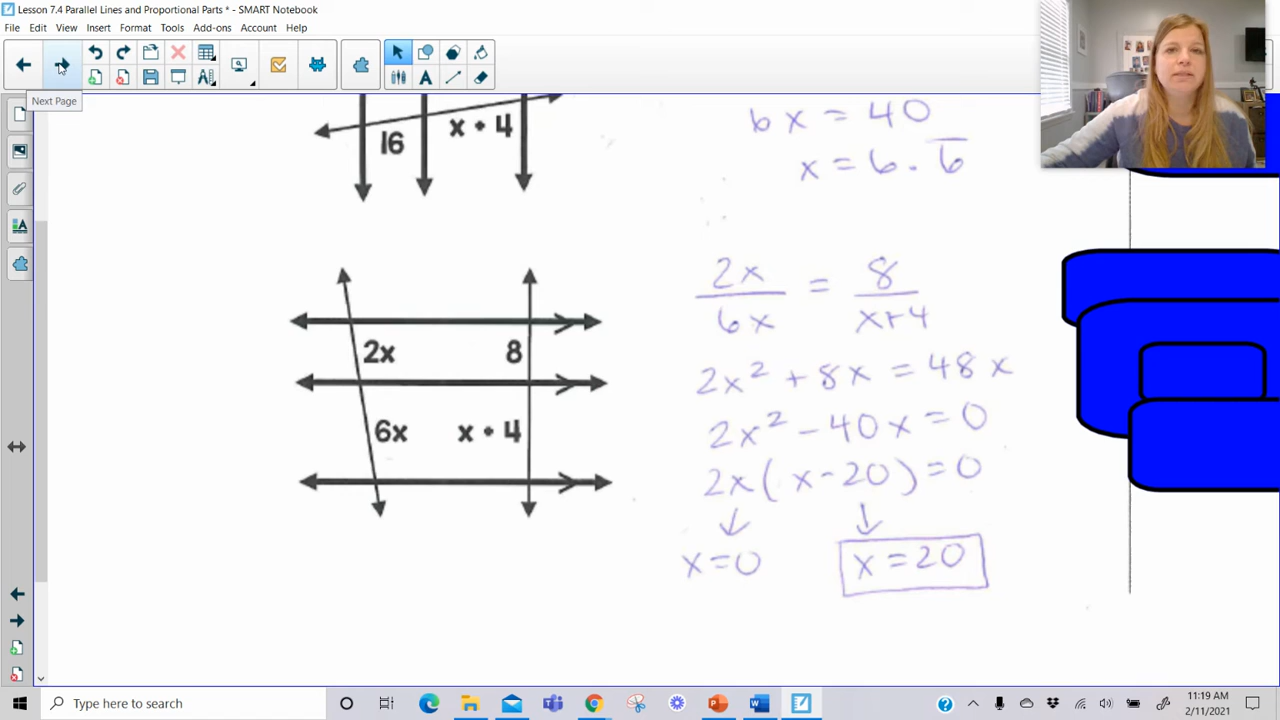 Lesson 7.4 Parallel Lines and Proportional Parts * - SMART Notebook
File Edit View Insert Format Tools Add-ons Account Help
Next Page
16 x + 4
6x = 40
x = 6.6̅
2x 8
6x x + 4
2x/6x = 8/x+4
2x² + 8x = 48x
2x² - 40x = 0
2x(x-20) = 0
x=0 x=20
Type here to search
11:19 AM
2/11/2021